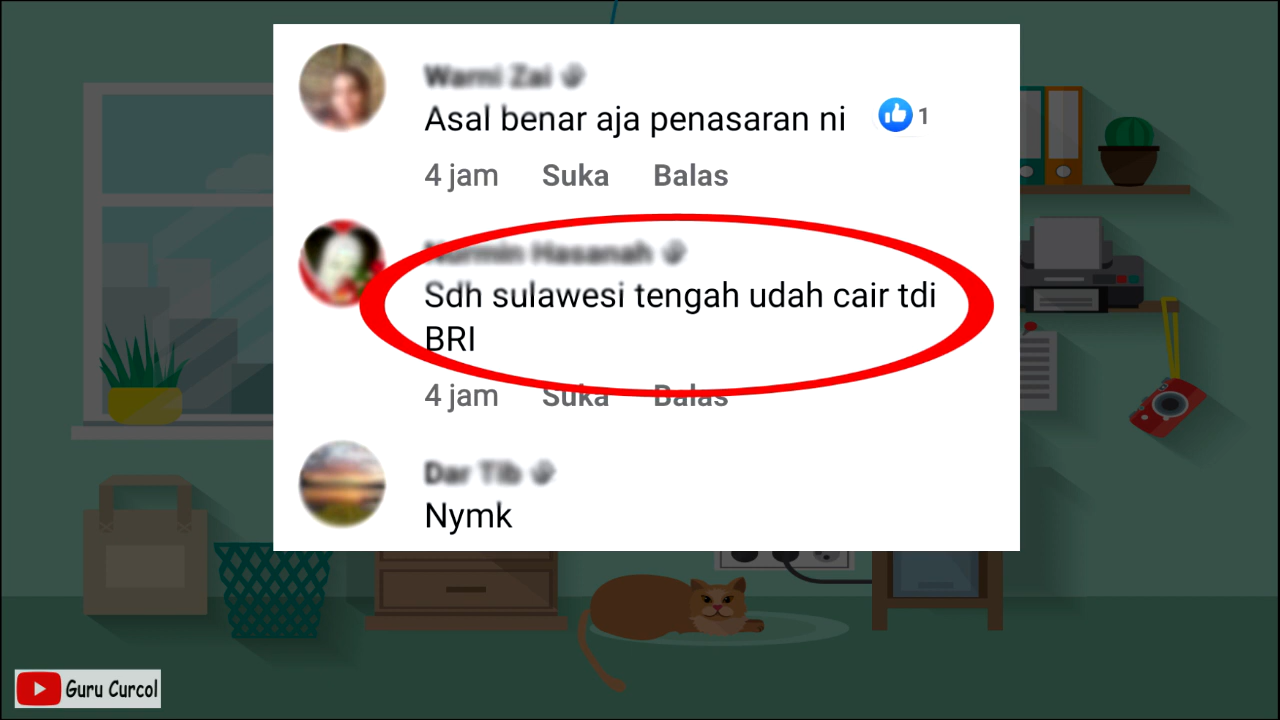 Asal benar aja penasaran ni 1
4 jam Suka Balas
Sdh sulawesi tengah udah cair tdi
BRI
4 jam Suka Balas
Nymk
Guru Curcol